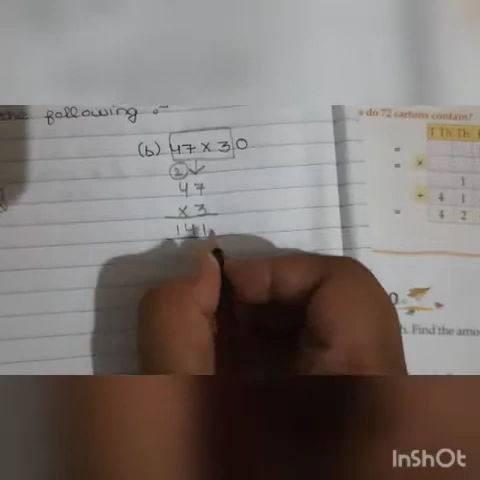 the following :-
(b) 47 × 30
2
47
× 3
141
do 72 cartons contain?
T Th Th
= 
= ×
1
+ 4 1
= 4 2
Find the amo
InShOt